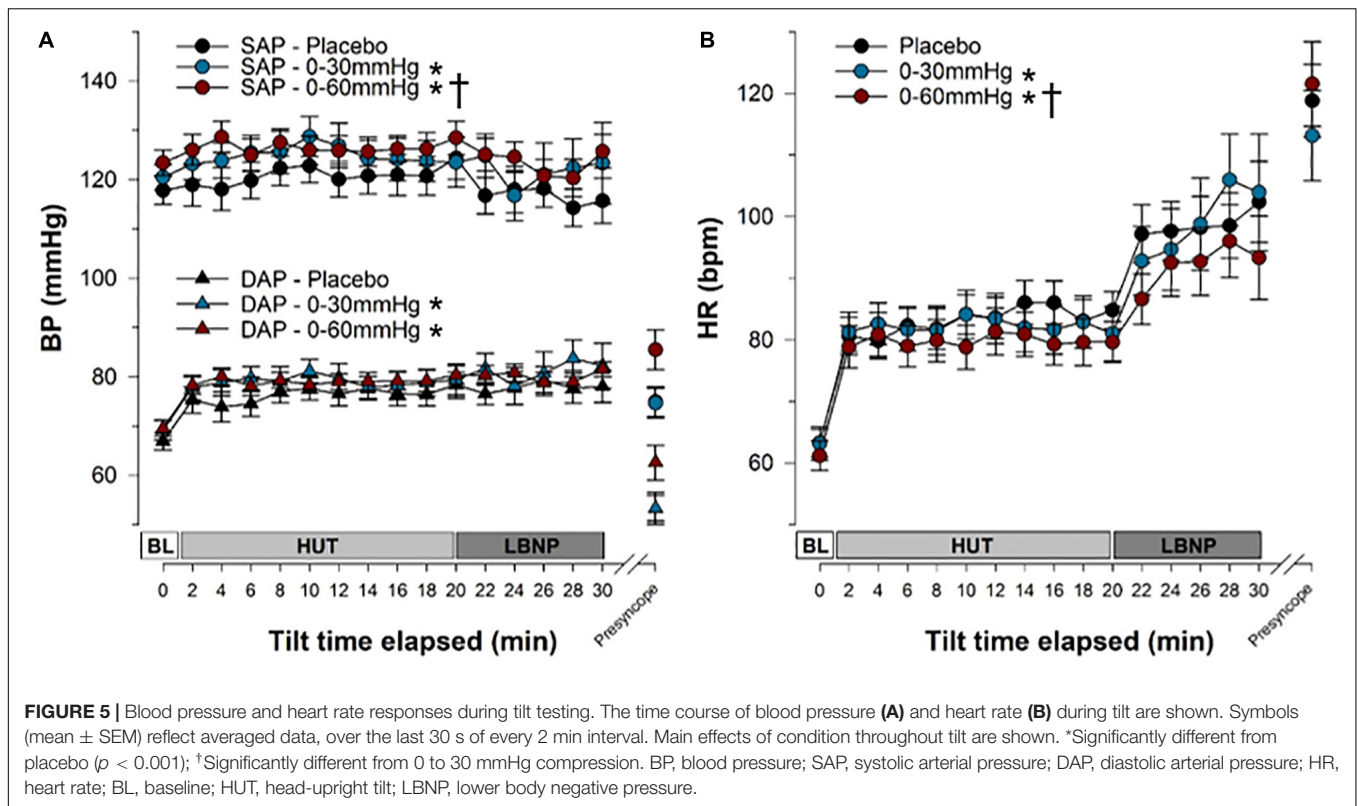 A
SAP - Placebo
SAP - 0-30mmHg *
SAP - 0-60mmHg * †
DAP - Placebo
DAP - 0-30mmHg *
DAP - 0-60mmHg *
BP (mmHg)
140
120
100
80
60
BL HUT LBNP
0 2 4 6 8 10 12 14 16 18 20 22 24 26 28 30 Presyncope
Tilt time elapsed (min)
B
Placebo
0-30mmHg *
0-60mmHg * †
HR (bpm)
120
100
80
60
BL HUT LBNP
0 2 4 6 8 10 12 14 16 18 20 22 24 26 28 30 Presyncope
Tilt time elapsed (min)
FIGURE 5 | Blood pressure and heart rate responses during tilt testing. The time course of blood pressure (A) and heart rate (B) during tilt are shown. Symbols
(mean ± SEM) reflect averaged data, over the last 30 s of every 2 min interval. Main effects of condition throughout tilt are shown. *Significantly different from
placebo (p < 0.001); †Significantly different from 0 to 30 mmHg compression. BP, blood pressure; SAP, systolic arterial pressure; DAP, diastolic arterial pressure; HR,
heart rate; BL, baseline; HUT, head-upright tilt; LBNP, lower body negative pressure.